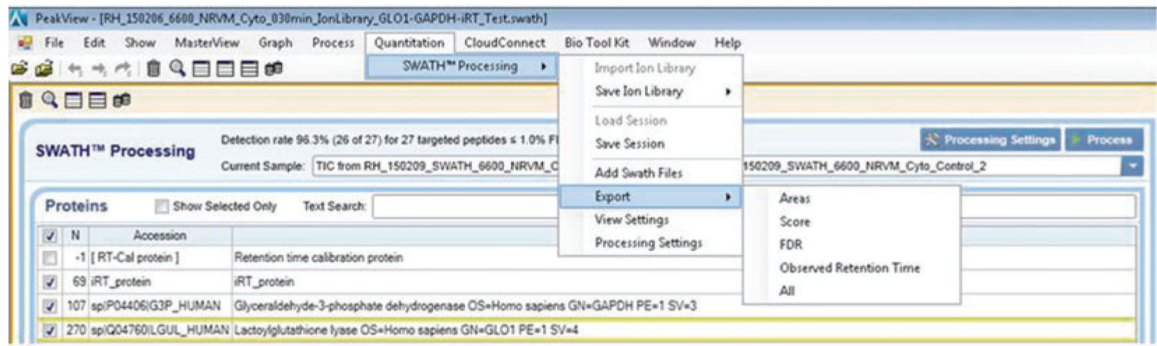 PeakView - [RH_150206_6600_NRVM_Cyto_030min_IonLibrary_GLO1-GAPDH-iRT_Test.swath]
File Edit Show MasterView Graph Process Quantitation CloudConnect Bio Tool Kit Window Help
SWATH™ Processing
Import Ion Library
Save Ion Library
Load Session
Save Session
Add Swath Files
Export
View Settings
Processing Settings
Areas
Score
FDR
Observed Retention Time
All
SWATH™ Processing
Detection rate 96.3% (26 of 27) for 27 targeted peptides ≤ 1.0%
Processing Settings Process
Current Sample: TIC from RH_150209_SWATH_6600_NRVM_C 150209_SWATH_6600_NRVM_Cyto_Control_2
Proteins Show Selected Only Text Search:
N Accession
-1 [ RT-Cal protein ] Retention time calibration protein
69 iRT_protein iRT_protein
107 sp|P04406|G3P_HUMAN Glyceraldehyde-3-phosphate dehydrogenase OS=Homo sapiens GN=GAPDH PE=1 SV=3
270 sp|Q04760|LGUL_HUMAN Lactoylglutathione lyase OS=Homo sapiens GN=GLO1 PE=1 SV=4